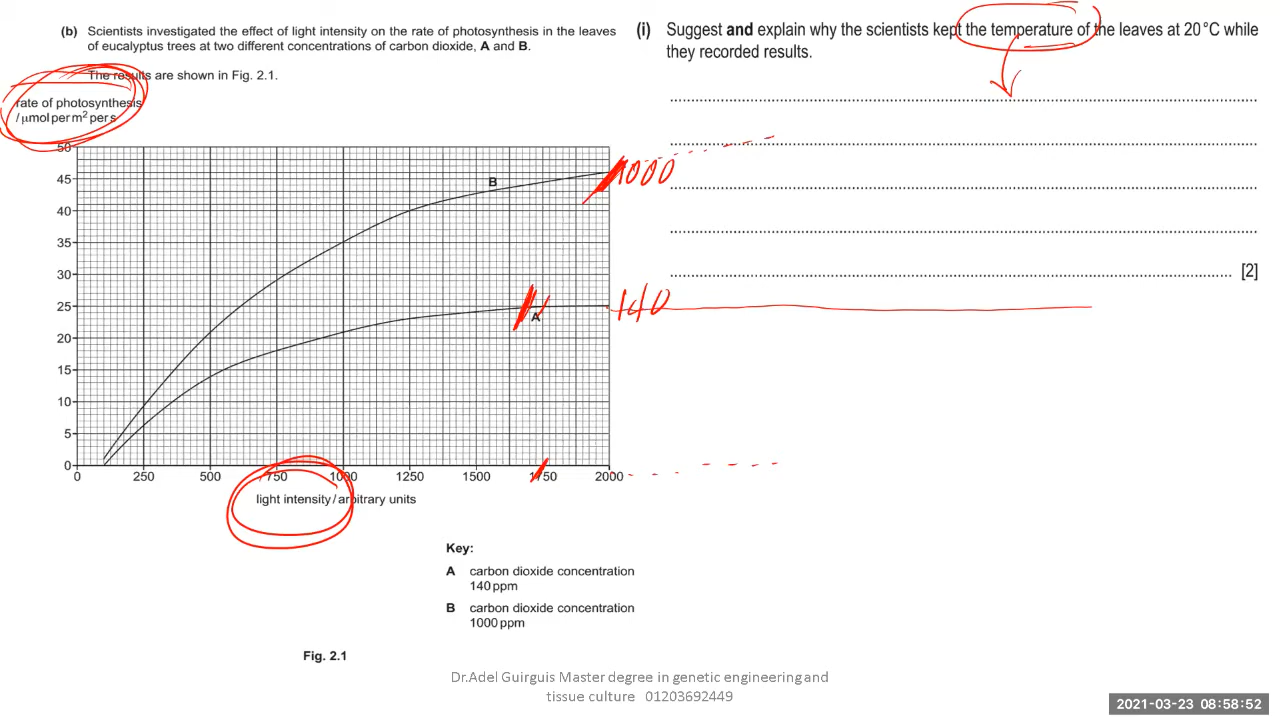 (b) Scientists investigated the effect of light intensity on the rate of photosynthesis in the leaves
of eucalyptus trees at two different concentrations of carbon dioxide, A and B.
The results are shown in Fig. 2.1.
rate of photosynthesis
/ μmol per m² per s
50
45
40
35
30
25
20
15
10
5
0
B
A
1000
140
0 250 500 750 1000 1250 1500 1750 2000
light intensity / arbitrary units
Key:
A carbon dioxide concentration
140 ppm
B carbon dioxide concentration
1000 ppm
Fig. 2.1
(i) Suggest and explain why the scientists kept the temperature of the leaves at 20 °C while
they recorded results.
[2]
Dr.Adel Guirguis Master degree in genetic engineering and
tissue culture 01203692449
2021-03-23 08:58:52